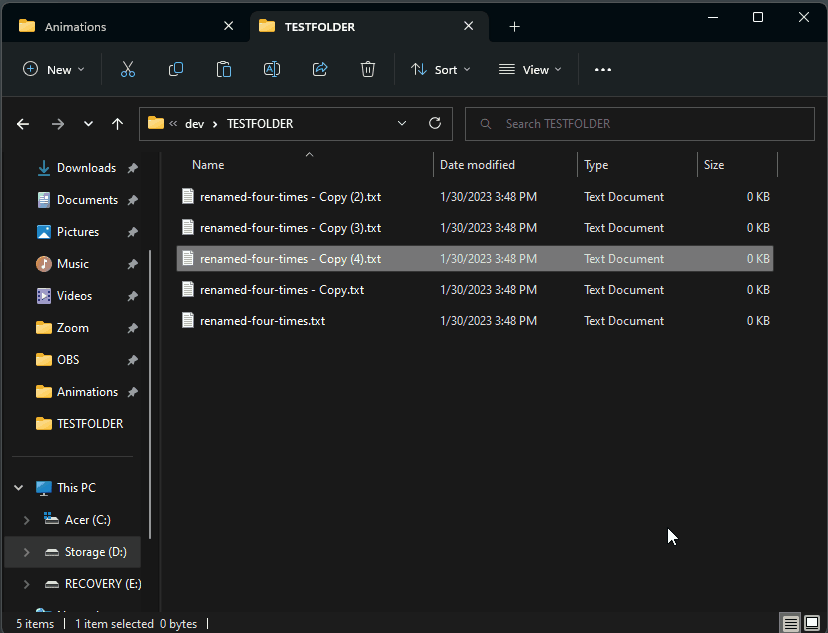 Animations
TESTFOLDER
New
Sort
View
« dev > TESTFOLDER
Search TESTFOLDER
Downloads
Documents
Pictures
Music
Videos
Zoom
OBS
Animations
TESTFOLDER
This PC
Acer (C:)
Storage (D:)
RECOVERY (E:)
Name Date modified Type Size
renamed-four-times - Copy (2).txt 1/30/2023 3:48 PM Text Document 0 KB
renamed-four-times - Copy (3).txt 1/30/2023 3:48 PM Text Document 0 KB
renamed-four-times - Copy (4).txt 1/30/2023 3:48 PM Text Document 0 KB
renamed-four-times - Copy.txt 1/30/2023 3:48 PM Text Document 0 KB
renamed-four-times.txt 1/30/2023 3:48 PM Text Document 0 KB
5 items | 1 item selected 0 bytes |